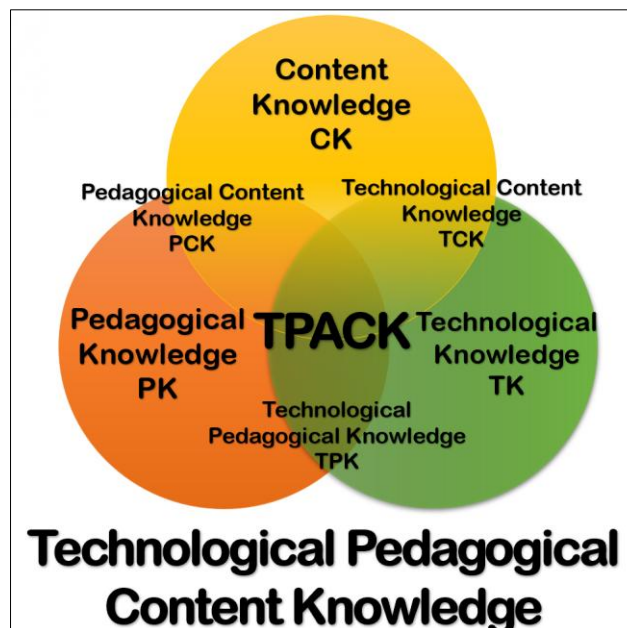 Content
Knowledge
CK
Pedagogical Content
Knowledge
PCK
Technological Content
Knowledge
TCK
TPACK
Pedagogical
Knowledge
PK
Technological
Knowledge
TK
Technological
Pedagogical Knowledge
TPK
Technological Pedagogical
Content Knowledge